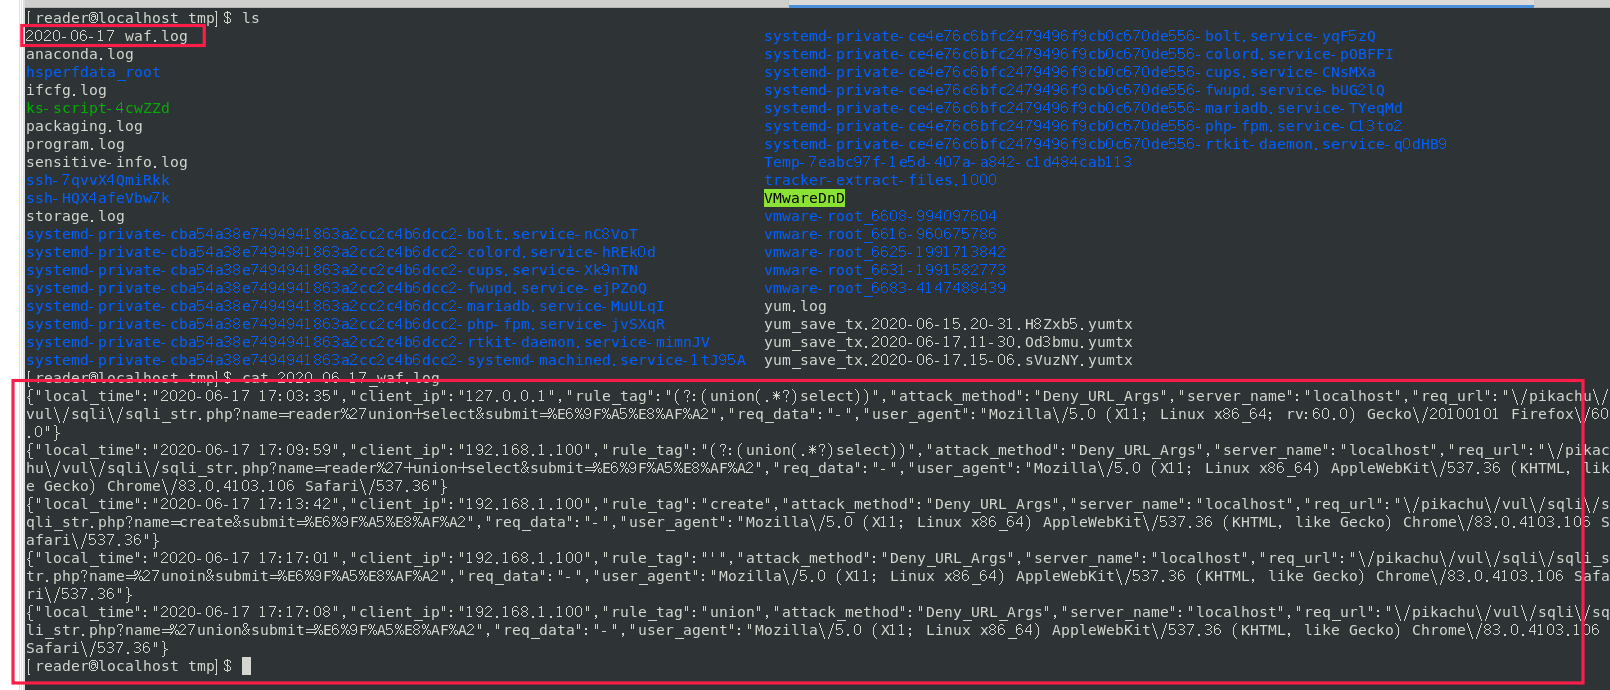 [reader@localhost tmp]$ ls
2020-06-17_waf.log systemd-private-ce4e76c6bfc2479496f9cb0c670de556-bolt.service-yqF5zQ
anaconda.log systemd-private-ce4e76c6bfc2479496f9cb0c670de556-colord.service-pOBFFI
hsperfdata_root systemd-private-ce4e76c6bfc2479496f9cb0c670de556-cups.service-CNsMXa
ifcfg.log systemd-private-ce4e76c6bfc2479496f9cb0c670de556-fwupd.service-bUG2lQ
ks-script-4cwZZd systemd-private-ce4e76c6bfc2479496f9cb0c670de556-mariadb.service-TYeqMd
packaging.log systemd-private-ce4e76c6bfc2479496f9cb0c670de556-php-fpm.service-Cl3to2
program.log systemd-private-ce4e76c6bfc2479496f9cb0c670de556-rtkit-daemon.service-q0dHB9
sensitive-info.log Temp-7eabc97f-1e5d-407a-a842-c1d484cab113
ssh-7qvvX4QmiRkk tracker-extract-files.1000
ssh-HQX4afeVbw7k VMwareDnD
storage.log vmware-root_6608-994097604
systemd-private-cba54a38e7494941863a2cc2c4b6dcc2-bolt.service-nC8VoT vmware-root_6616-960675786
systemd-private-cba54a38e7494941863a2cc2c4b6dcc2-colord.service-hREkOd vmware-root_6625-1991713842
systemd-private-cba54a38e7494941863a2cc2c4b6dcc2-cups.service-Xk9nTN vmware-root_6631-1991582773
systemd-private-cba54a38e7494941863a2cc2c4b6dcc2-fwupd.service-ejPZoQ vmware-root_6683-4147488439
systemd-private-cba54a38e7494941863a2cc2c4b6dcc2-mariadb.service-MuULqI yum.log
systemd-private-cba54a38e7494941863a2cc2c4b6dcc2-php-fpm.service-jvSXqR yum_save_tx.2020-06-15.20-31.H8Zxb5.yumtx
systemd-private-cba54a38e7494941863a2cc2c4b6dcc2-rtkit-daemon.service-mimnJV yum_save_tx.2020-06-17.11-30.Od3bmu.yumtx
systemd-private-cba54a38e7494941863a2cc2c4b6dcc2-systemd-machined.service-1tJ95A yum_save_tx.2020-06-17.15-06.sVuzNY.yumtx
[reader@localhost tmp]$ cat 2020-06-17_waf.log
{"local_time":"2020-06-17 17:03:35","client_ip":"127.0.0.1","rule_tag":"(?:(union(.*?)select))","attack_method":"Deny_URL_Args","server_name":"localhost","req_url":"\/pikachu\/
vul\/sqli\/sqli_str.php?name=reader%27union+select&submit=%E6%9F%A5%E8%AF%A2","req_data":"-","user_agent":"Mozilla\/5.0 (X11; Linux x86_64; rv:60.0) Gecko\/20100101 Firefox\/60
.0"}
{"local_time":"2020-06-17 17:09:59","client_ip":"192.168.1.100","rule_tag":"(?:(union(.*?)select))","attack_method":"Deny_URL_Args","server_name":"localhost","req_url":"\/pikac
hu\/vul\/sqli\/sqli_str.php?name=reader%27+union+select&submit=%E6%9F%A5%E8%AF%A2","req_data":"-","user_agent":"Mozilla\/5.0 (X11; Linux x86_64) AppleWebKit\/537.36 (KHTML, lik
e Gecko) Chrome\/83.0.4103.106 Safari\/537.36"}
{"local_time":"2020-06-17 17:13:42","client_ip":"192.168.1.100","rule_tag":"create","attack_method":"Deny_URL_Args","server_name":"localhost","req_url":"\/pikachu\/vul\/sqli\/s
qli_str.php?name=create&submit=%E6%9F%A5%E8%AF%A2","req_data":"-","user_agent":"Mozilla\/5.0 (X11; Linux x86_64) AppleWebKit\/537.36 (KHTML, like Gecko) Chrome\/83.0.4103.106 S
afari\/537.36"}
{"local_time":"2020-06-17 17:17:01","client_ip":"192.168.1.100","rule_tag":"'","attack_method":"Deny_URL_Args","server_name":"localhost","req_url":"\/pikachu\/vul\/sqli\/sqli_s
tr.php?name=%27unoin&submit=%E6%9F%A5%E8%AF%A2","req_data":"-","user_agent":"Mozilla\/5.0 (X11; Linux x86_64) AppleWebKit\/537.36 (KHTML, like Gecko) Chrome\/83.0.4103.106 Safa
ri\/537.36"}
{"local_time":"2020-06-17 17:17:08","client_ip":"192.168.1.100","rule_tag":"union","attack_method":"Deny_URL_Args","server_name":"localhost","req_url":"\/pikachu\/vul\/sqli\/sq
li_str.php?name=%27union&submit=%E6%9F%A5%E8%AF%A2","req_data":"-","user_agent":"Mozilla\/5.0 (X11; Linux x86_64) AppleWebKit\/537.36 (KHTML, like Gecko) Chrome\/83.0.4103.106
Safari\/537.36"}
[reader@localhost tmp]$